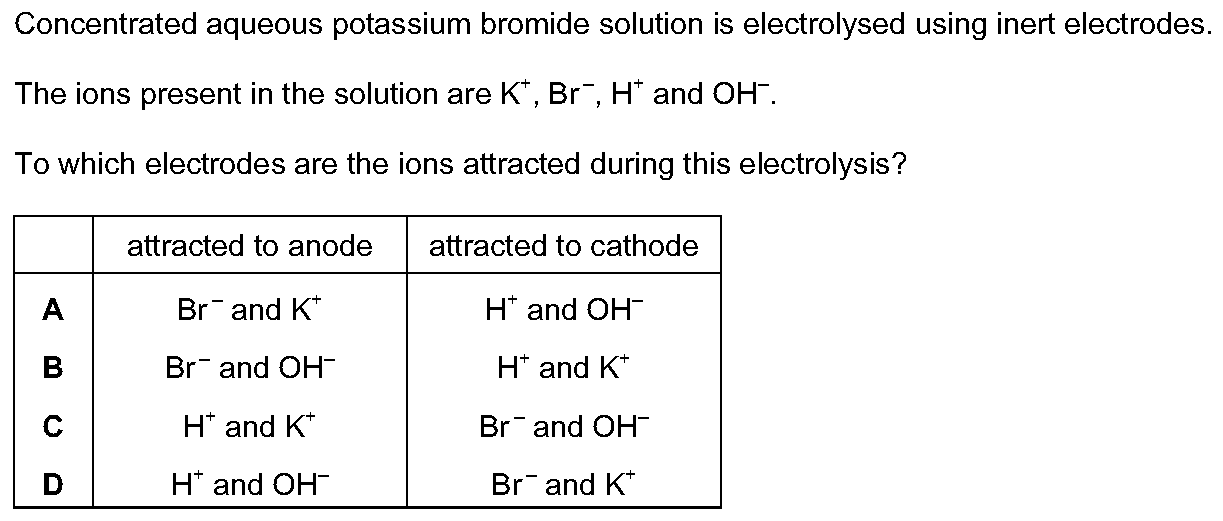 Concentrated aqueous potassium bromide solution is electrolysed using inert electrodes.
The ions present in the solution are K⁺, Br⁻, H⁺ and OH⁻.
To which electrodes are the ions attracted during this electrolysis?
attracted to anode attracted to cathode
A Br⁻ and K⁺ H⁺ and OH⁻
B Br⁻ and OH⁻ H⁺ and K⁺
C H⁺ and K⁺ Br⁻ and OH⁻
D H⁺ and OH⁻ Br⁻ and K⁺